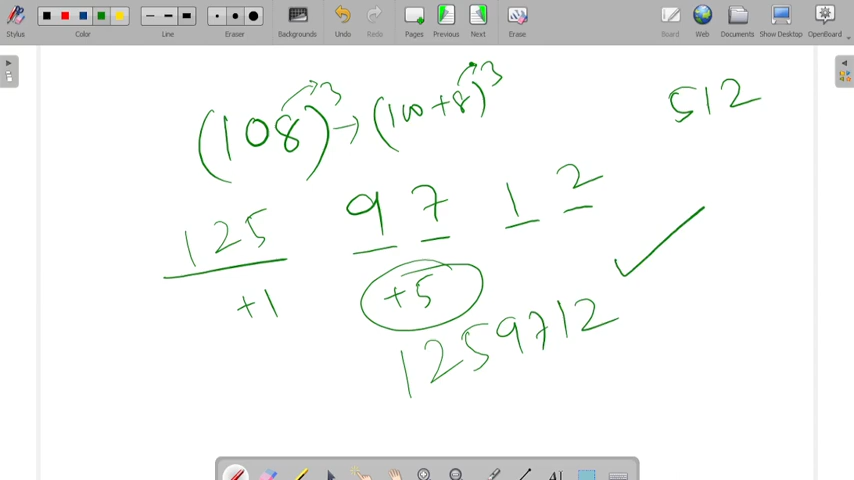 Stylus Color Line Eraser Backgrounds Undo Redo Pages Previous Next Erase Board Web Documents Show Desktop OpenBoard
(108)³ → (100+8)³ 512
125 97 12
+1 +5
1259712